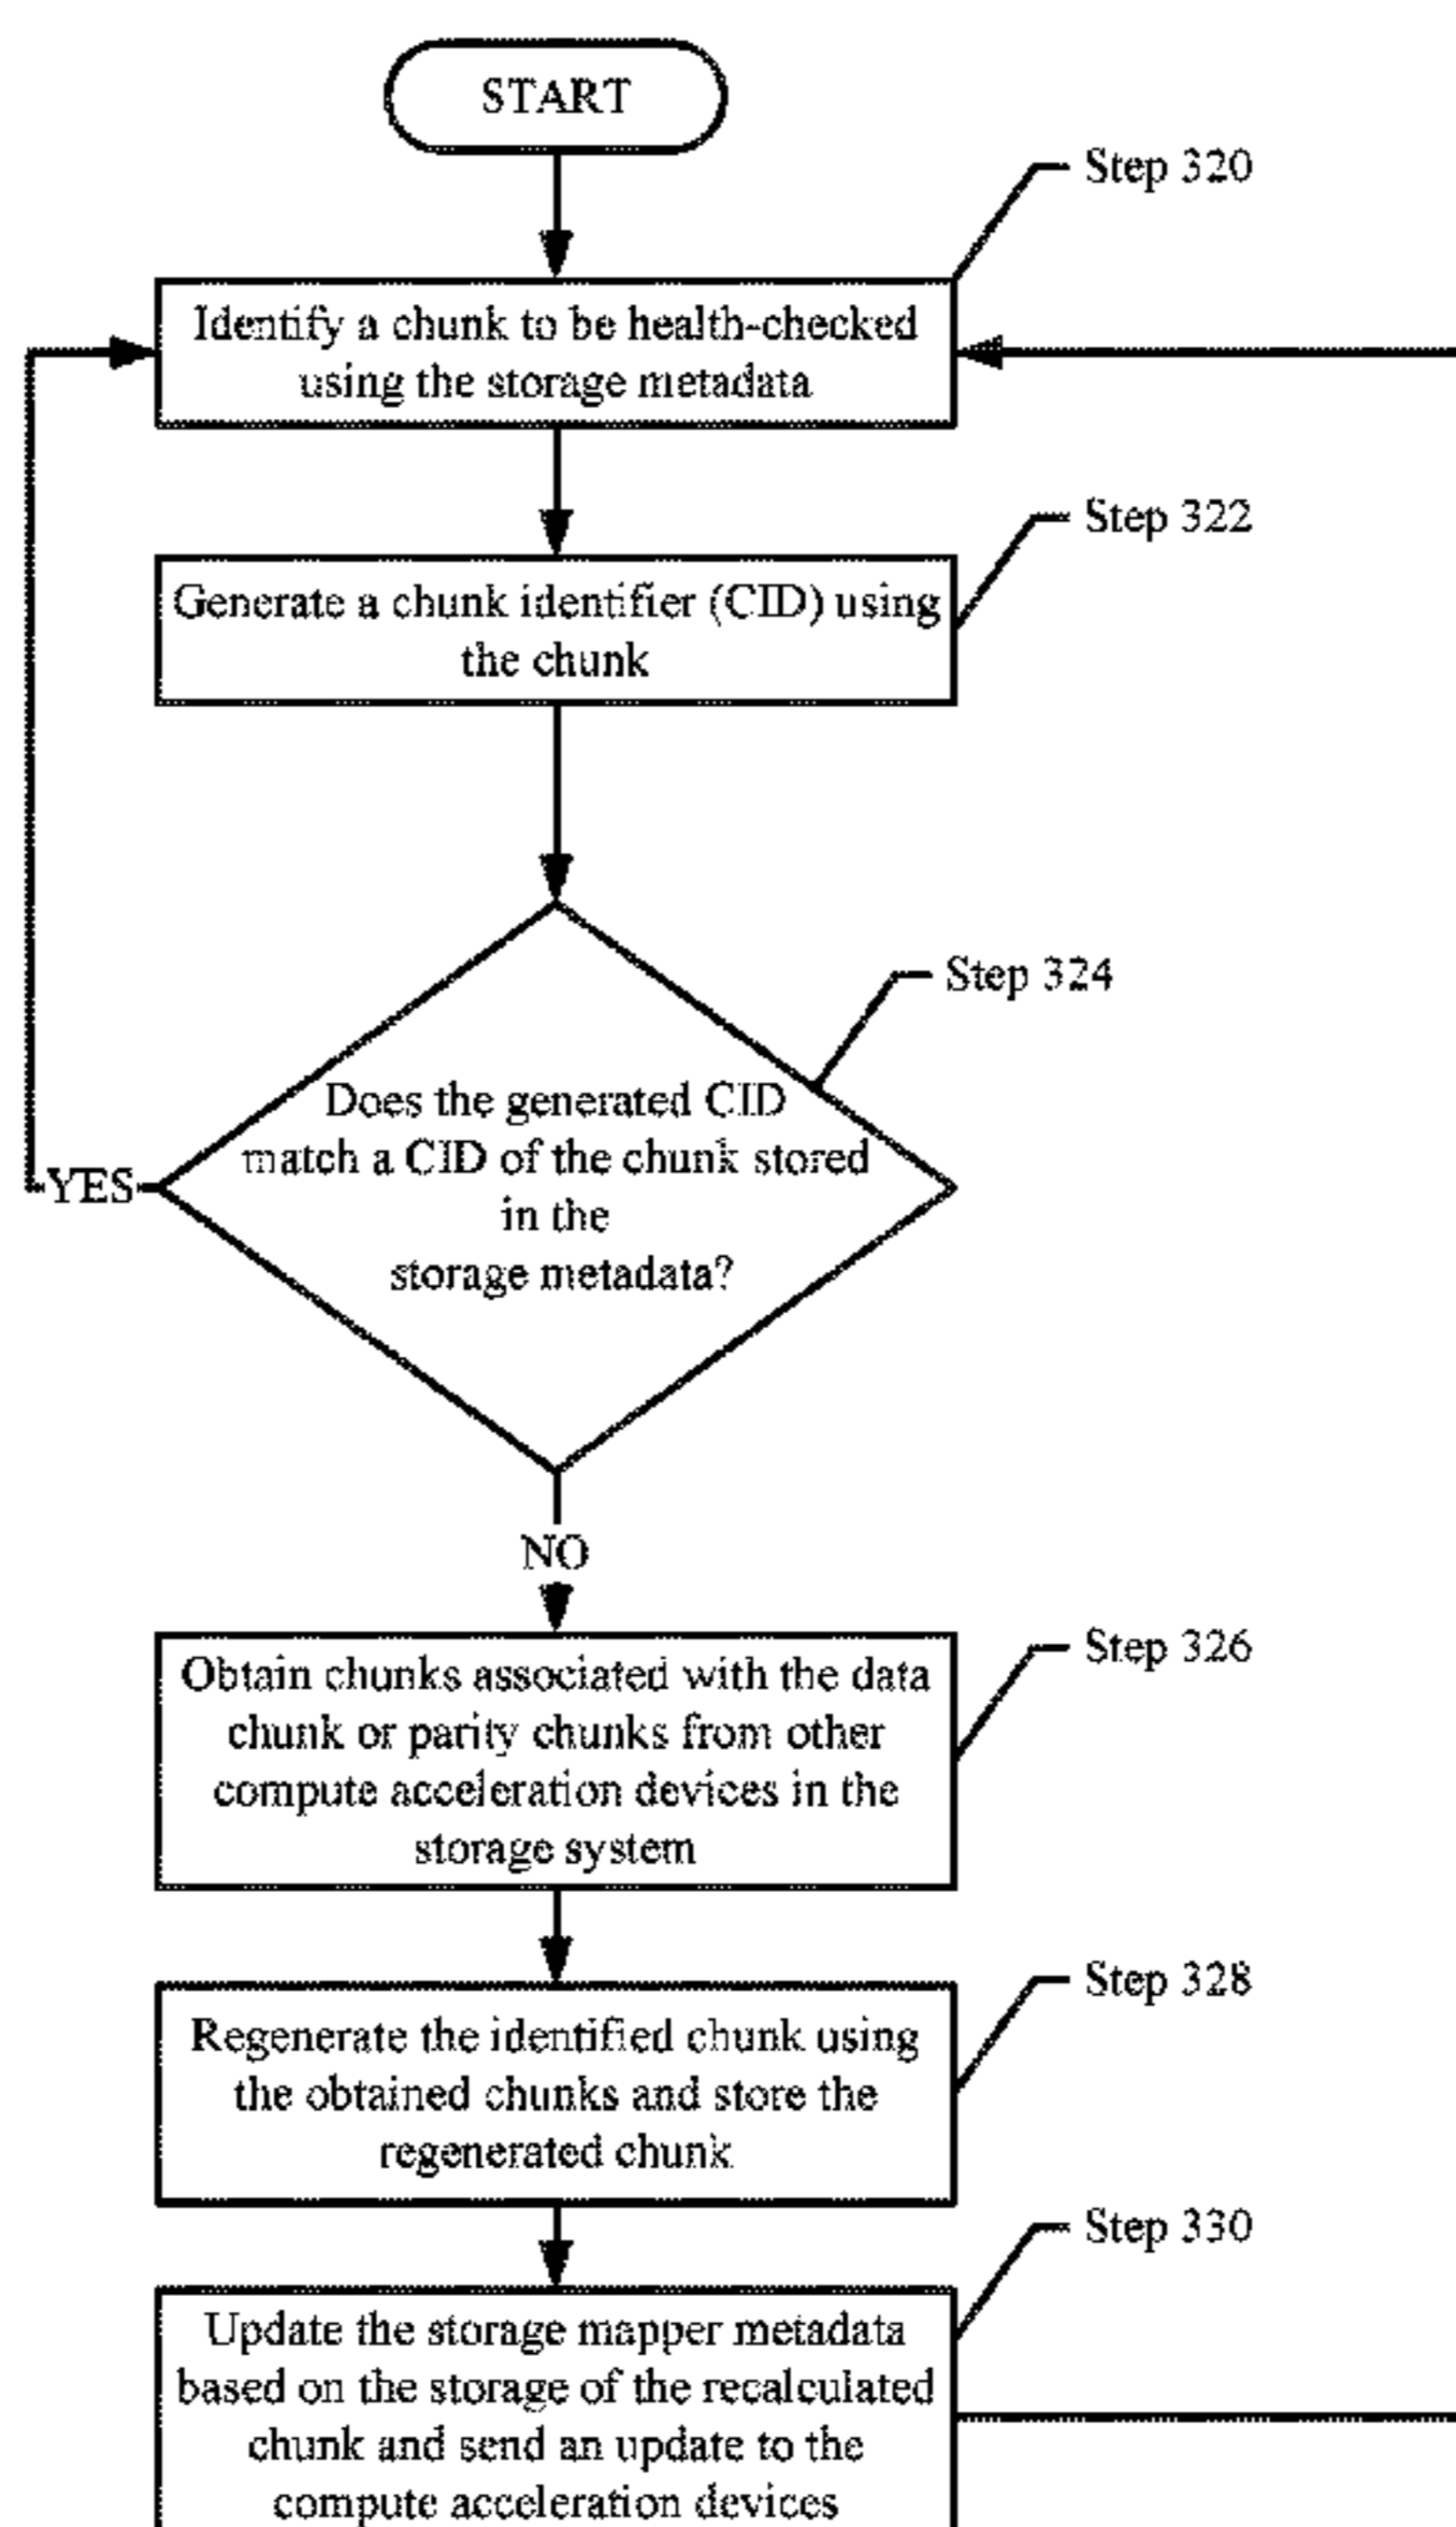 START
Step 320
Identify a chunk to be health-checked
using the storage metadata
Step 322
Generate a chunk identifier (CID) using
the chunk
Step 324
Does the generated CID
match a CID of the chunk stored
in the
storage metadata?
YES
NO
Step 326
Obtain chunks associated with the data
chunk or parity chunks from other
compute acceleration devices in the
storage system
Step 328
Regenerate the identified chunk using
the obtained chunks and store the
regenerated chunk
Step 330
Update the storage mapper metadata
based on the storage of the recalculated
chunk and send an update to the
compute acceleration devices